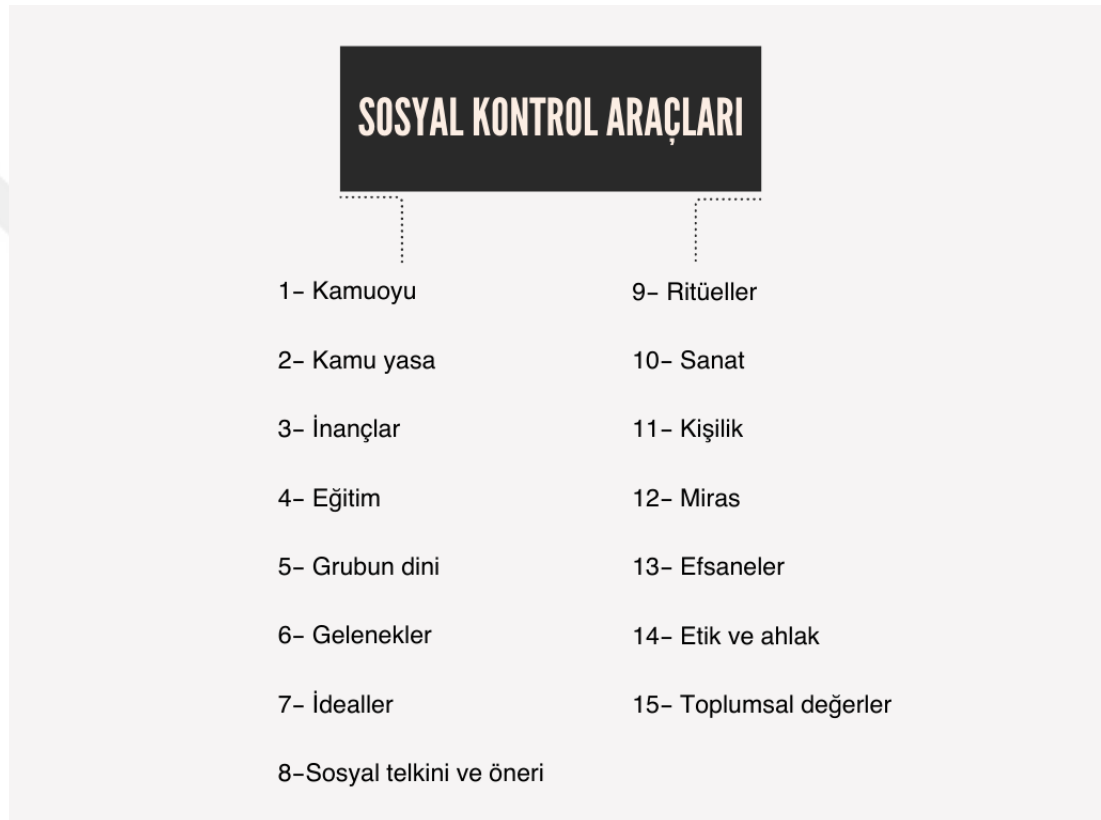 SOSYAL KONTROL ARAÇLARI
1- Kamuoyu
2- Kamu yasa
3- İnançlar
4- Eğitim
5- Grubun dini
6- Gelenekler
7- İdealler
8-Sosyal telkini ve öneri
9- Ritüeller
10- Sanat
11- Kişilik
12- Miras
13- Efsaneler
14- Etik ve ahlak
15- Toplumsal değerler